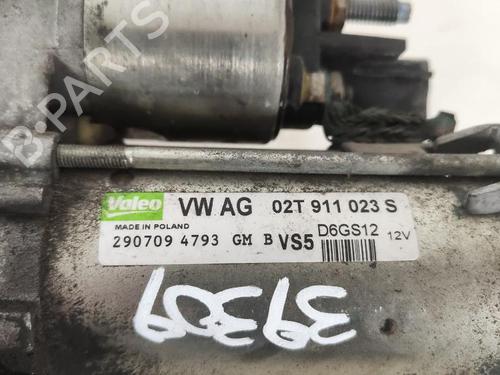 B-PARTS
Valeo VW AG 02T 911 023 S
MADE IN POLAND
290709 4793 GM B VS5 D6GS12 12V
39309